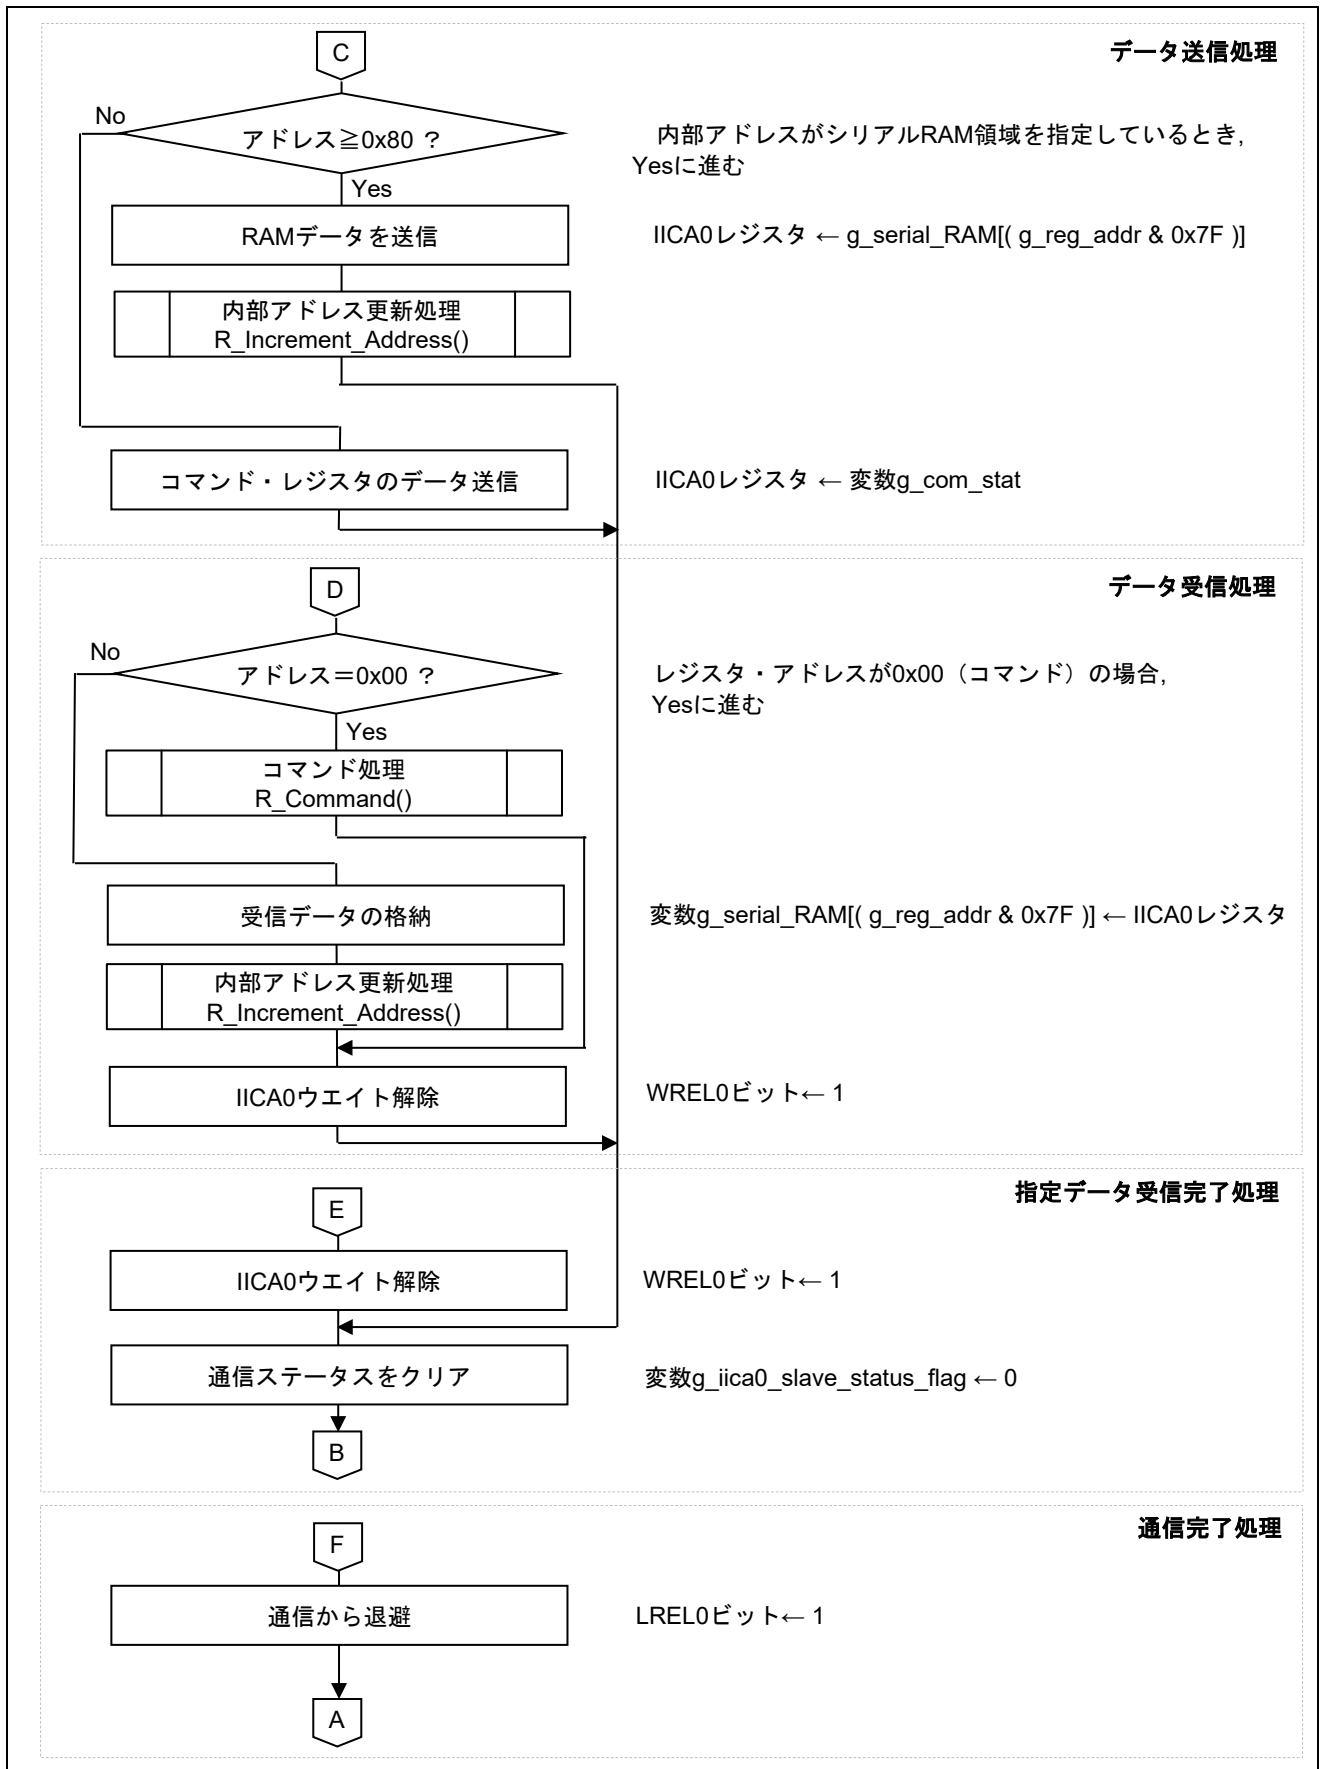 データ送信処理
C
No
アドレス≧0x80 ？
内部アドレスがシリアルRAM領域を指定しているとき,
Yesに進む
Yes
RAMデータを送信
IICA0レジスタ ← g_serial_RAM[( g_reg_addr & 0x7F )]
内部アドレス更新処理
R_Increment_Address()
コマンド・レジスタのデータ送信
IICA0レジスタ ← 変数g_com_stat
データ受信処理
D
No
アドレス＝0x00 ？
レジスタ・アドレスが0x00（コマンド）の場合,
Yesに進む
Yes
コマンド処理
R_Command()
受信データの格納
変数g_serial_RAM[( g_reg_addr & 0x7F )] ← IICA0レジスタ
内部アドレス更新処理
R_Increment_Address()
IICA0ウエイト解除
WREL0ビット← 1
指定データ受信完了処理
E
IICA0ウエイト解除
WREL0ビット← 1
通信ステータスをクリア
変数g_iica0_slave_status_flag ← 0
B
通信完了処理
F
通信から退避
LREL0ビット← 1
A